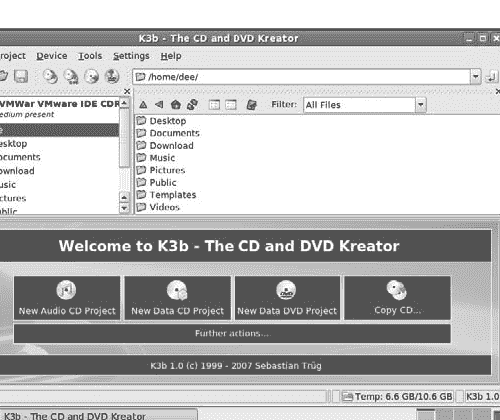 K3b - The CD and DVD Kreator
roject Device Tools Settings Help
/home/dee/
VMWar VMware IDE CDR
edium present
Filter: All Files
e
esktop
ocuments
ownload
usic
ctures
ublic
Desktop
Documents
Download
Music
Pictures
Public
Templates
Videos
Welcome to K3b - The CD and DVD Kreator
New Audio CD Project
New Data CD Project
New Data DVD Project
Copy CD...
Further actions...
K3b 1.0 (c) 1999 - 2007 Sebastian Trüg
Temp: 6.6 GB/10.6 GB
K3b 1.0
K3b - The CD and DVD Kreator